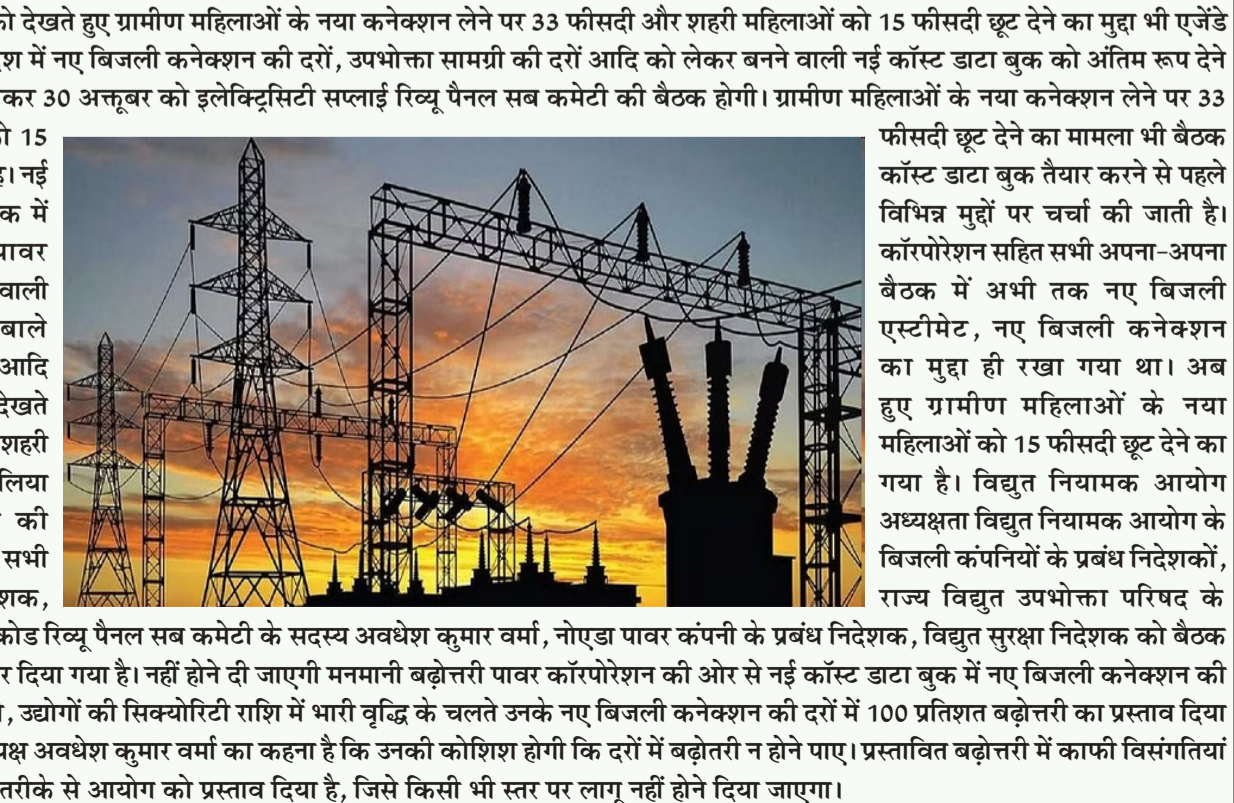 को देखते हुए ग्रामीण महिलाओं के नया कनेक्शन लेने पर 33 फीसदी और शहरी महिलाओं को 15 फीसदी छूट देने का मुद्दा भी एजेंडे
में नए बिजली कनेक्शन की दरों, उपभोक्ता सामग्री की दरों आदि को लेकर बनने वाली नई कॉस्ट डाटा बुक को अंतिम रूप देने
कर 30 अक्तूबर को इलेक्ट्रिसिटी सप्लाई रिव्यू पैनल सब कमेटी की बैठक होगी। ग्रामीण महिलाओं के नया कनेक्शन लेने पर 33
15
नई
में
पावर
वाली
बाले
आदि
देखते
शहरी
लिया
की
सभी
फीसदी छूट देने का मामला भी बैठक
कॉस्ट डाटा बुक तैयार करने से पहले
विभिन्न मुद्दों पर चर्चा की जाती है।
कॉरपोरेशन सहित सभी अपना-अपना
बैठक में अभी तक नए बिजली
एस्टीमेट, नए बिजली कनेक्शन
का मुद्दा ही रखा गया था। अब
हुए ग्रामीण महिलाओं के नया
महिलाओं को 15 फीसदी छूट देने का
गया है। विद्युत नियामक आयोग
अध्यक्षता विद्युत नियामक आयोग के
बिजली कंपनियों के प्रबंध निदेशकों,
राज्य विद्युत उपभोक्ता परिषद के
कोड रिव्यू पैनल सब कमेटी के सदस्य अवधेश कुमार वर्मा, नोएडा पावर कंपनी के प्रबंध निदेशक, विद्युत सुरक्षा निदेशक को बैठक
दिया गया है। नहीं होने दी जाएगी मनमानी बढ़ोत्तरी पावर कॉरपोरेशन की ओर से नई कॉस्ट डाटा बुक में नए बिजली कनेक्शन की
, उद्योगों की सिक्योरिटी राशि में भारी वृद्धि के चलते उनके नए बिजली कनेक्शन की दरों में 100 प्रतिशत बढ़ोत्तरी का प्रस्ताव दिया
अवधेश कुमार वर्मा का कहना है कि उनकी कोशिश होगी कि दरों में बढ़ोतरी न होने पाए। प्रस्तावित बढ़ोत्तरी में काफी विसंगतियां
तरीके से आयोग को प्रस्ताव दिया है, जिसे किसी भी स्तर पर लागू नहीं होने दिया जाएगा।